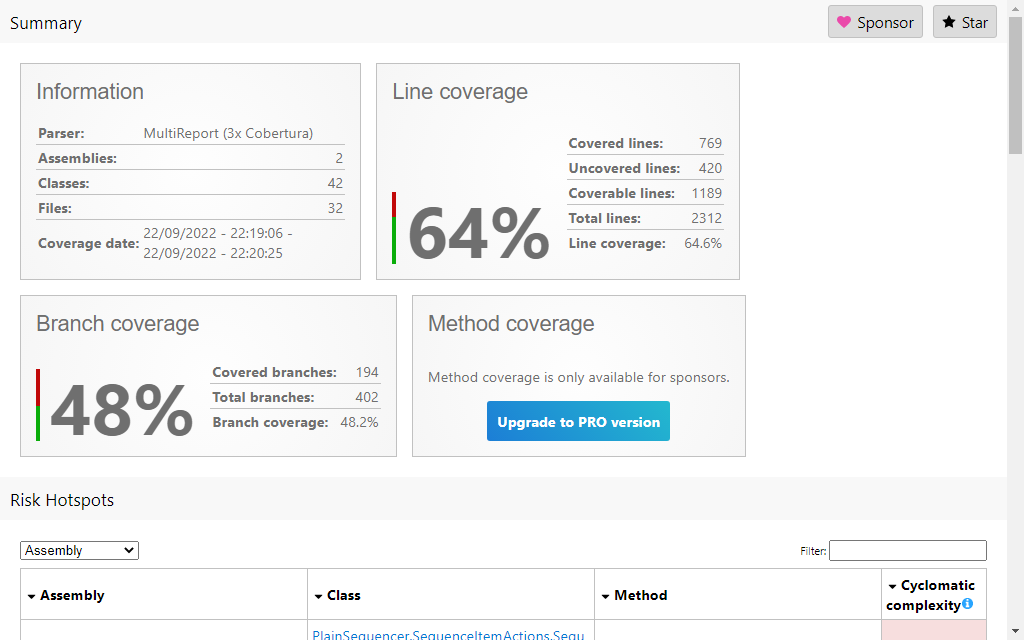 Summary
Sponsor
Star
Information
Parser: MultiReport (3x Cobertura)
Assemblies: 2
Classes: 42
Files: 32
Coverage date: 22/09/2022 - 22:19:06 -
22/09/2022 - 22:20:25
Line coverage
64%
Covered lines: 769
Uncovered lines: 420
Coverable lines: 1189
Total lines: 2312
Line coverage: 64.6%
Branch coverage
48%
Covered branches: 194
Total branches: 402
Branch coverage: 48.2%
Method coverage
Method coverage is only available for sponsors.
Upgrade to PRO version
Risk Hotspots
Assembly
Filter:
Assembly
Class
Method
Cyclomatic
complexity
PlainSequencer.SequenceItemActions.Sequ